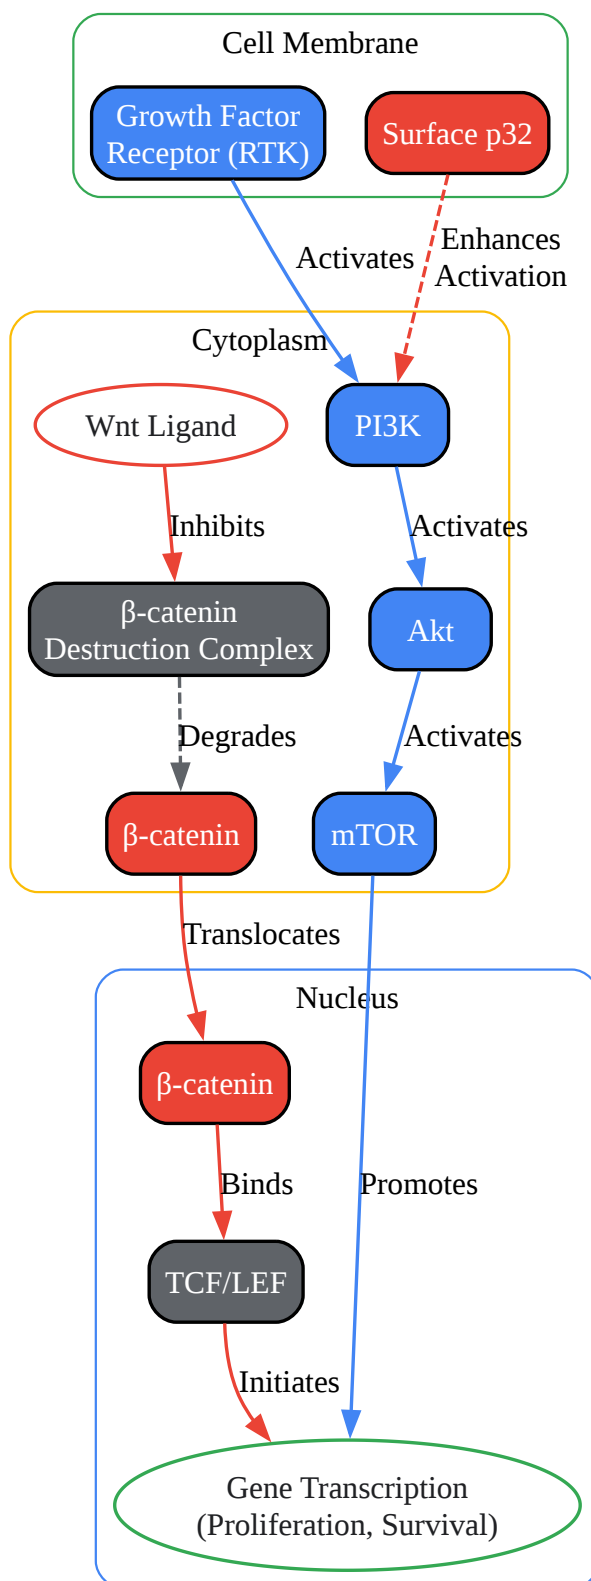 Cell Membrane
Growth Factor
Receptor (RTK)
Surface p32
Activates
Enhances
Activation
Cytoplasm
Wnt Ligand
PI3K
Inhibits
Activates
β-catenin
Destruction Complex
Akt
Degrades
Activates
β-catenin
mTOR
Translocates
Nucleus
β-catenin
Binds
Promotes
TCF/LEF
Initiates
Gene Transcription
(Proliferation, Survival)